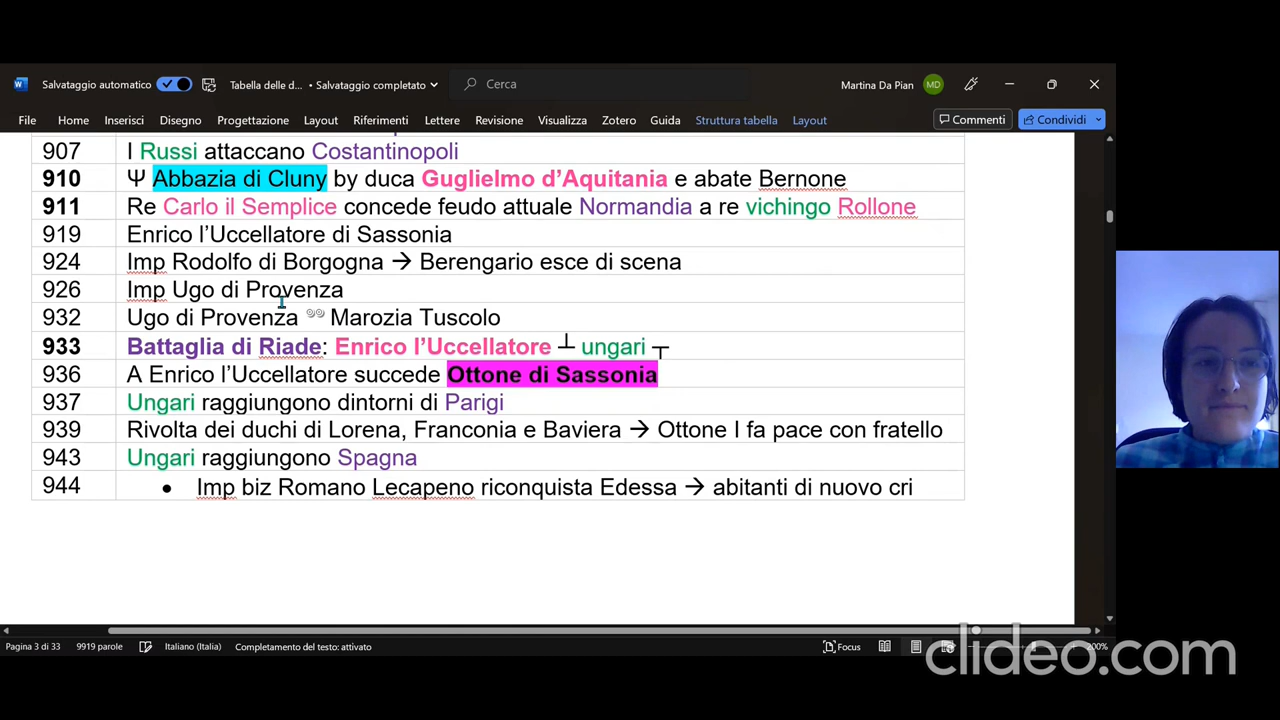 Salvataggio automatico Tabella delle d... • Salvataggio completato Cerca Martina Da Pian MD
File Home Inserisci Disegno Progettazione Layout Riferimenti Lettere Revisione Visualizza Zotero Guida Struttura tabella Layout Commenti Condividi
907 I Russi attaccano Costantinopoli
910 Ψ Abbazia di Cluny by duca Guglielmo d’Aquitania e abate Bernone
911 Re Carlo il Semplice concede feudo attuale Normandia a re vichingo Rollone
919 Enrico l’Uccellatore di Sassonia
924 Imp Rodolfo di Borgogna → Berengario esce di scena
926 Imp Ugo di Provenza
932 Ugo di Provenza Marozia Tuscolo
933 Battaglia di Riade: Enrico l’Uccellatore ┴ ungari ┬
936 A Enrico l’Uccellatore succede Ottone di Sassonia
937 Ungari raggiungono dintorni di Parigi
939 Rivolta dei duchi di Lorena, Franconia e Baviera → Ottone I fa pace con fratello
943 Ungari raggiungono Spagna
944 • Imp biz Romano Lecapeno riconquista Edessa → abitanti di nuovo cri
Pagina 3 di 33 9919 parole Italiano (Italia) Completamento del testo: attivato Focus 200%
clideo.com